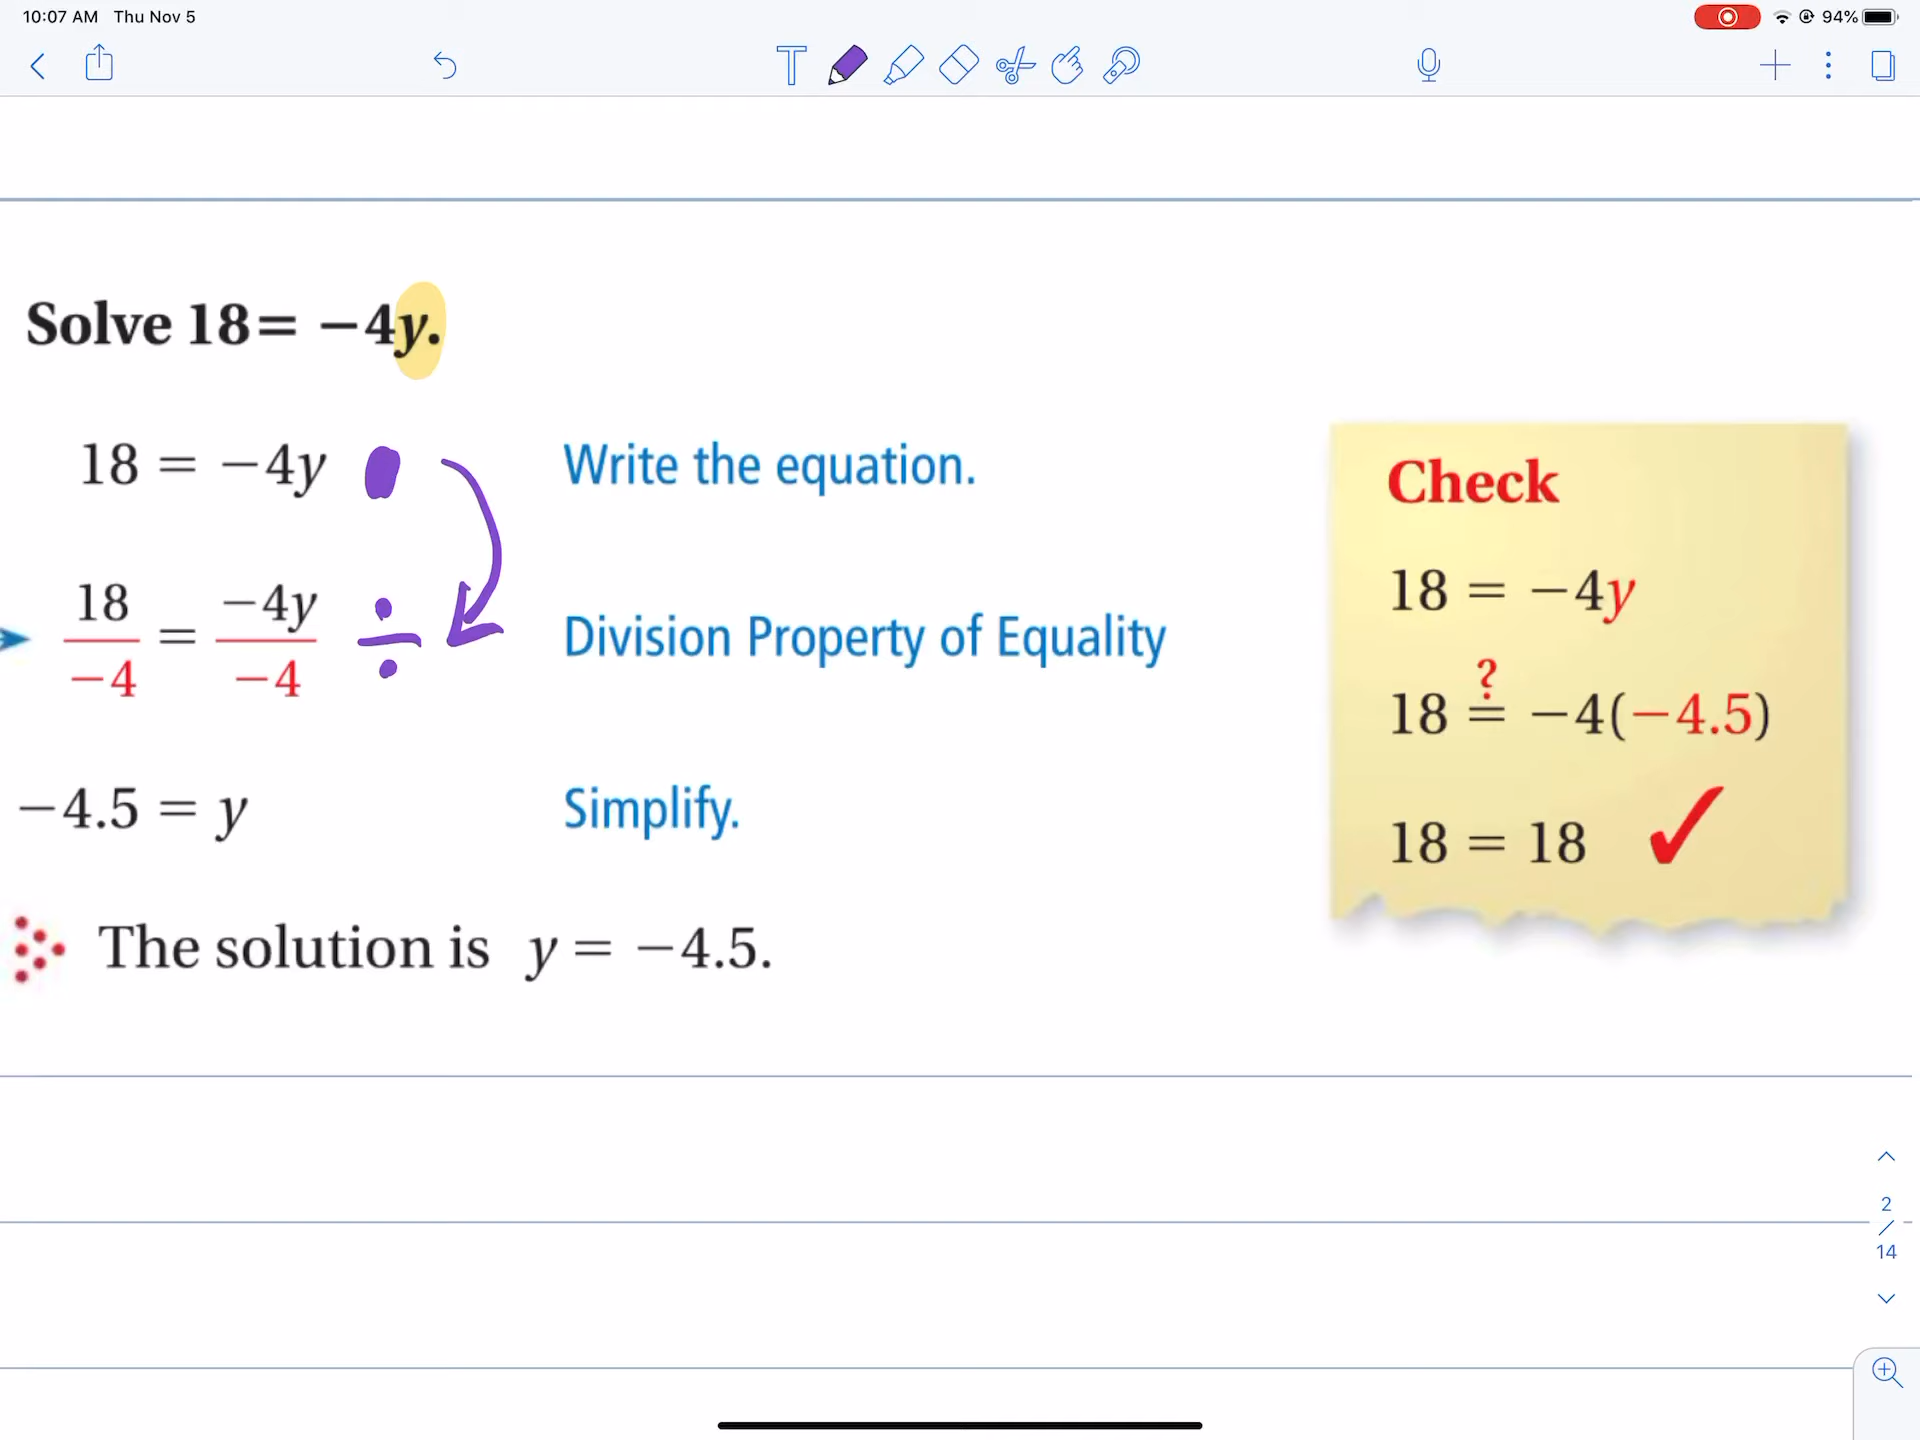 10:07 AM Thu Nov 5
94%
T
Solve 18 = −4y.
18 = −4y Write the equation.
18/−4 = −4y/−4 ÷ Division Property of Equality
−4.5 = y Simplify.
The solution is y = −4.5.
Check
18 = −4y
18 ≟ −4(−4.5)
18 = 18 ✓
2
/
14